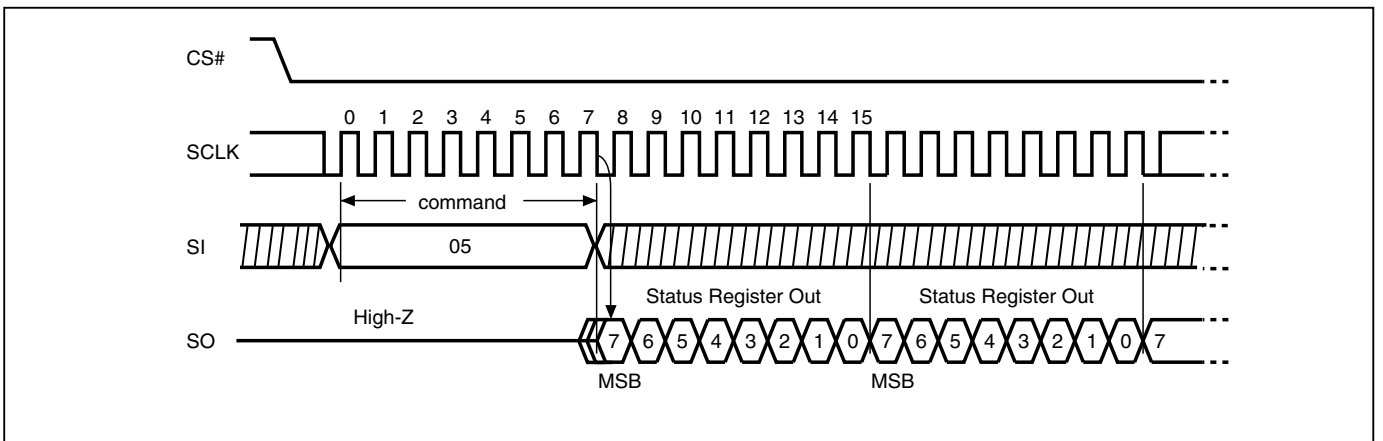 CS#
0 1 2 3 4 5 6 7 8 9 10 11 12 13 14 15
SCLK
command
SI 05
Status Register Out Status Register Out
High-Z
SO 7 6 5 4 3 2 1 0 7 6 5 4 3 2 1 0 7
MSB MSB